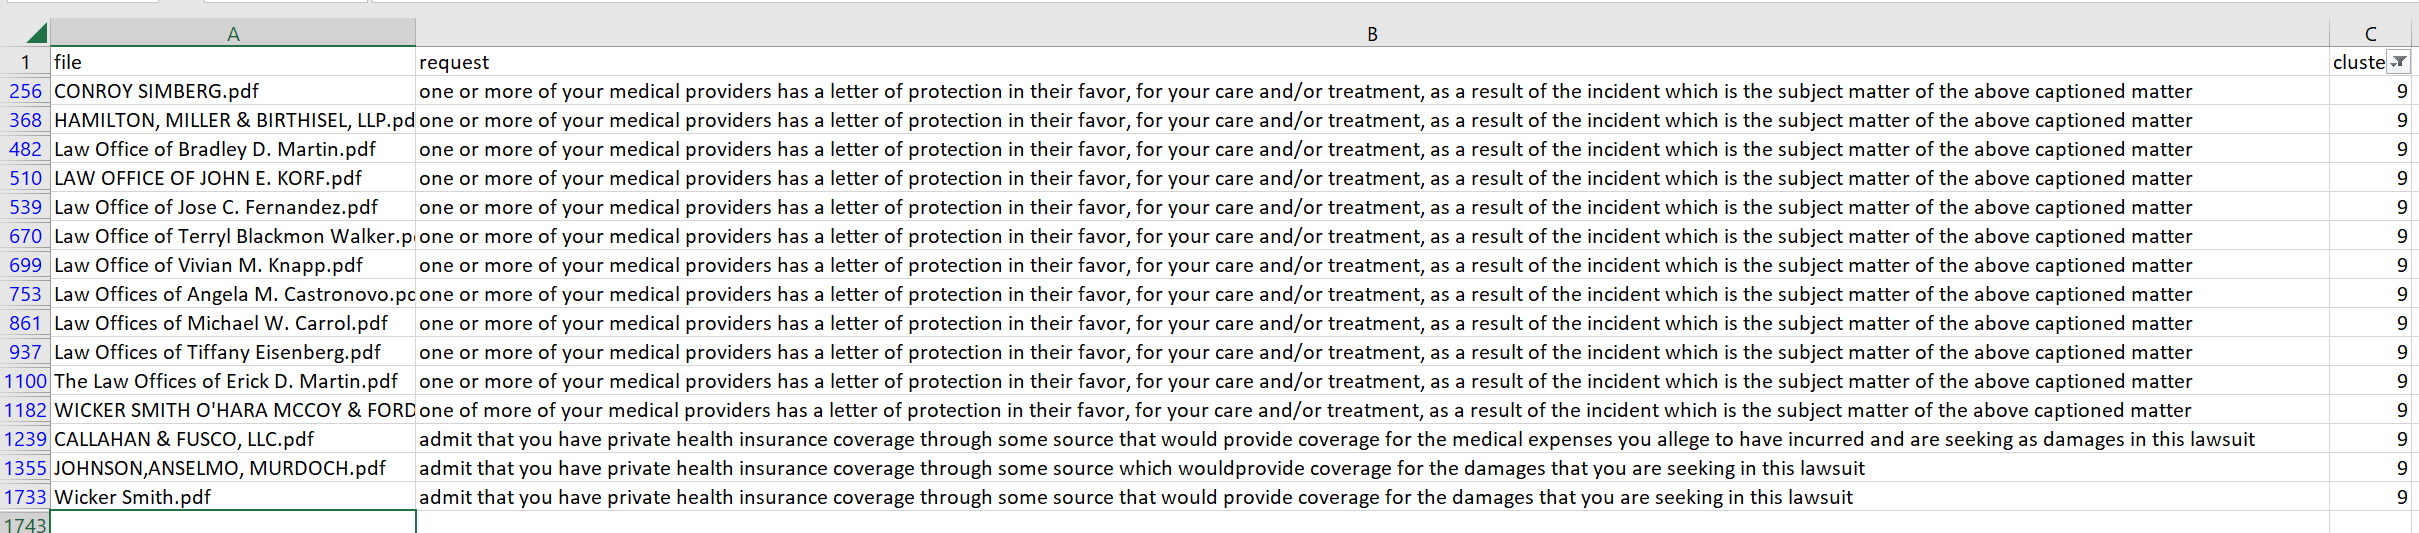 A B C
1 file request cluste
256 CONROY SIMBERG.pdf one or more of your medical providers has a letter of protection in their favor, for your care and/or treatment, as a result of the incident which is the subject matter of the above captioned matter 9
368 HAMILTON, MILLER & BIRTHISEL, LLP.pd one or more of your medical providers has a letter of protection in their favor, for your care and/or treatment, as a result of the incident which is the subject matter of the above captioned matter 9
482 Law Office of Bradley D. Martin.pdf one or more of your medical providers has a letter of protection in their favor, for your care and/or treatment, as a result of the incident which is the subject matter of the above captioned matter 9
510 LAW OFFICE OF JOHN E. KORF.pdf one or more of your medical providers has a letter of protection in their favor, for your care and/or treatment, as a result of the incident which is the subject matter of the above captioned matter 9
539 Law Office of Jose C. Fernandez.pdf one or more of your medical providers has a letter of protection in their favor, for your care and/or treatment, as a result of the incident which is the subject matter of the above captioned matter 9
670 Law Office of Terryl Blackmon Walker.p one or more of your medical providers has a letter of protection in their favor, for your care and/or treatment, as a result of the incident which is the subject matter of the above captioned matter 9
699 Law Office of Vivian M. Knapp.pdf one or more of your medical providers has a letter of protection in their favor, for your care and/or treatment, as a result of the incident which is the subject matter of the above captioned matter 9
753 Law Offices of Angela M. Castronovo.pd one or more of your medical providers has a letter of protection in their favor, for your care and/or treatment, as a result of the incident which is the subject matter of the above captioned matter 9
861 Law Offices of Michael W. Carrol.pdf one or more of your medical providers has a letter of protection in their favor, for your care and/or treatment, as a result of the incident which is the subject matter of the above captioned matter 9
937 Law Offices of Tiffany Eisenberg.pdf one or more of your medical providers has a letter of protection in their favor, for your care and/or treatment, as a result of the incident which is the subject matter of the above captioned matter 9
1100 The Law Offices of Erick D. Martin.pdf one or more of your medical providers has a letter of protection in their favor, for your care and/or treatment, as a result of the incident which is the subject matter of the above captioned matter 9
1182 WICKER SMITH O'HARA MCCOY & FORD one of more of your medical providers has a letter of protection in their favor, for your care and/or treatment, as a result of the incident which is the subject matter of the above captioned matter 9
1239 CALLAHAN & FUSCO, LLC.pdf admit that you have private health insurance coverage through some source that would provide coverage for the medical expenses you allege to have incurred and are seeking as damages in this lawsuit 9
1355 JOHNSON,ANSELMO, MURDOCH.pdf admit that you have private health insurance coverage through some source which wouldprovide coverage for the damages that you are seeking in this lawsuit 9
1733 Wicker Smith.pdf admit that you have private health insurance coverage through some source that would provide coverage for the damages that you are seeking in this lawsuit 9
1743